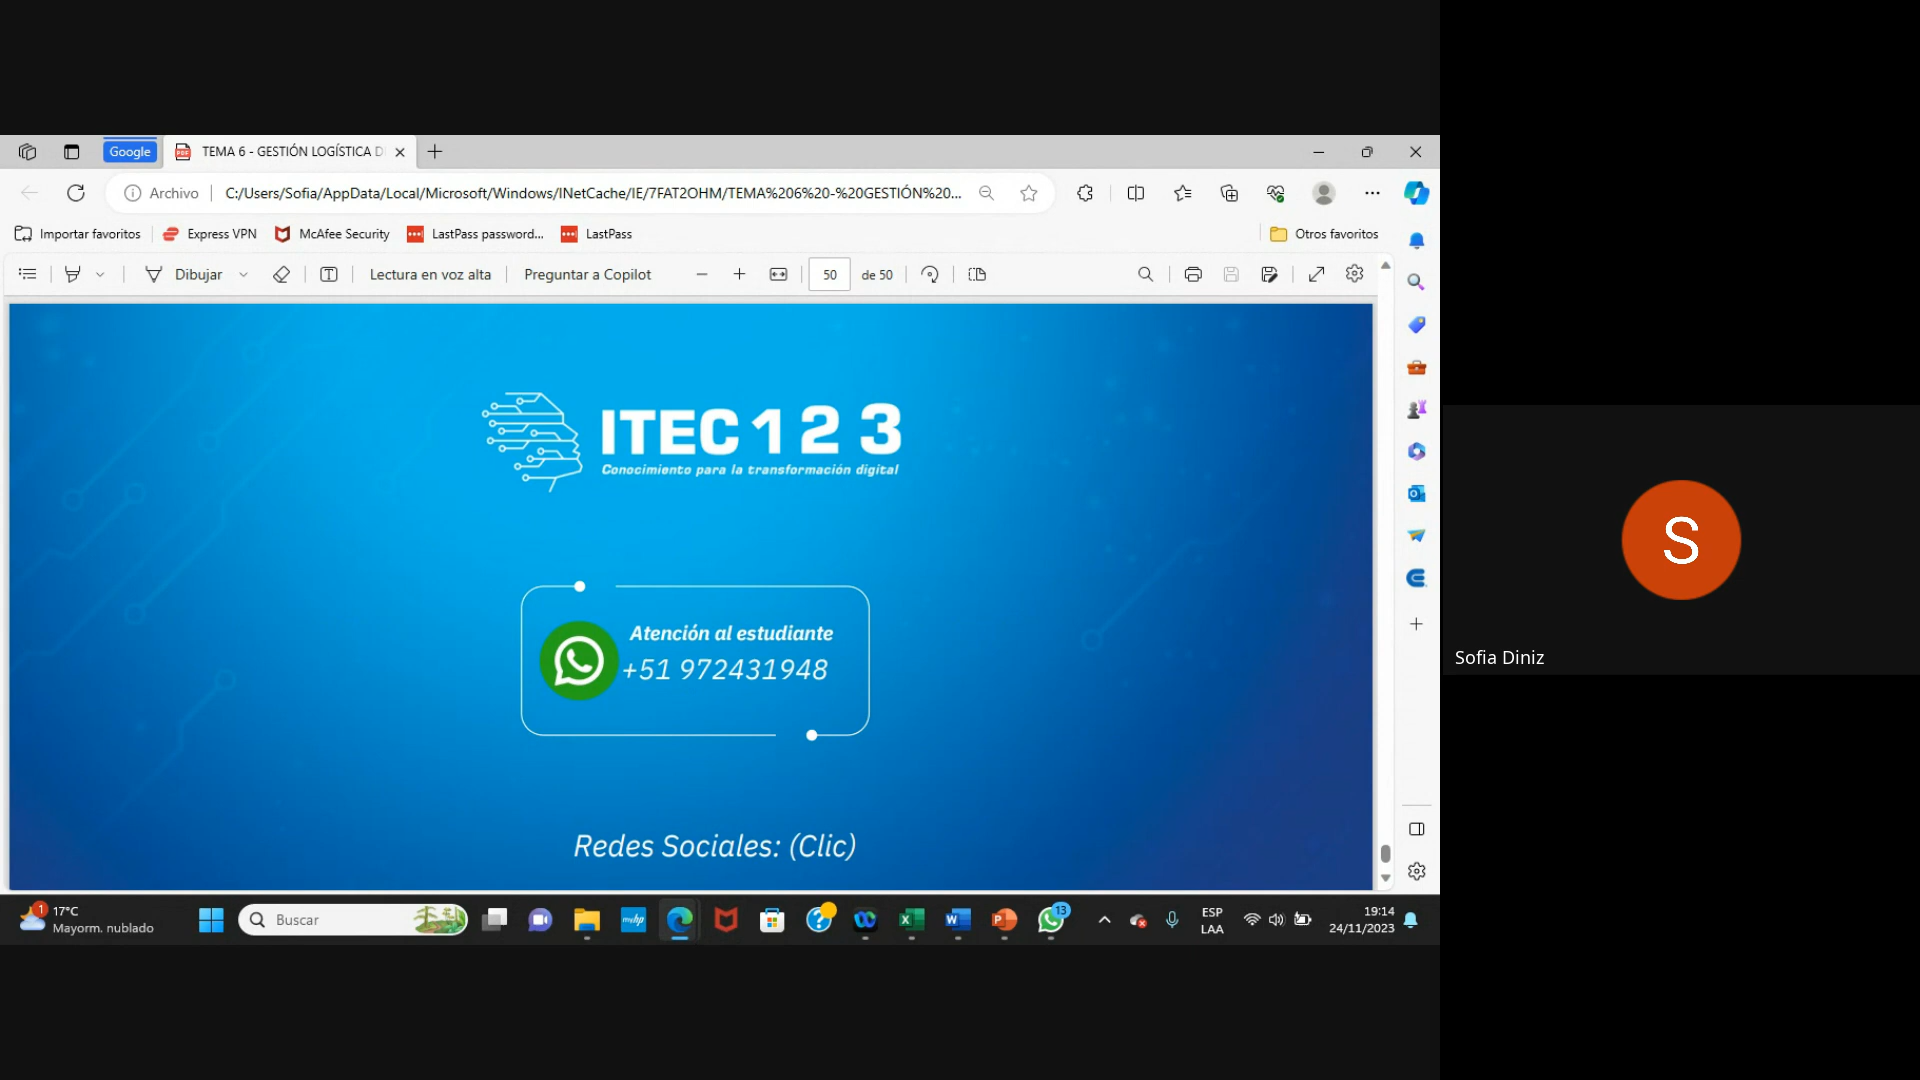 Google
TEMA 6 - GESTIÓN LOGÍSTICA D
Archivo
C:/Users/Sofia/AppData/Local/Microsoft/Windows/INetCache/IE/7FAT2OHM/TEMA%206%20-%20GESTIÓN%20...
Importar favoritos
Express VPN
McAfee Security
LastPass password...
LastPass
Otros favoritos
Dibujar
Lectura en voz alta
Preguntar a Copilot
50
de 50
ITEC 1 2 3
Conocimiento para la transformación digital
Atención al estudiante
+51 972431948
Redes Sociales: (Clic)
S
Sofia Diniz
1
17°C
Mayorm. nublado
Buscar
myhp
13
ESP
LAA
19:14
24/11/2023